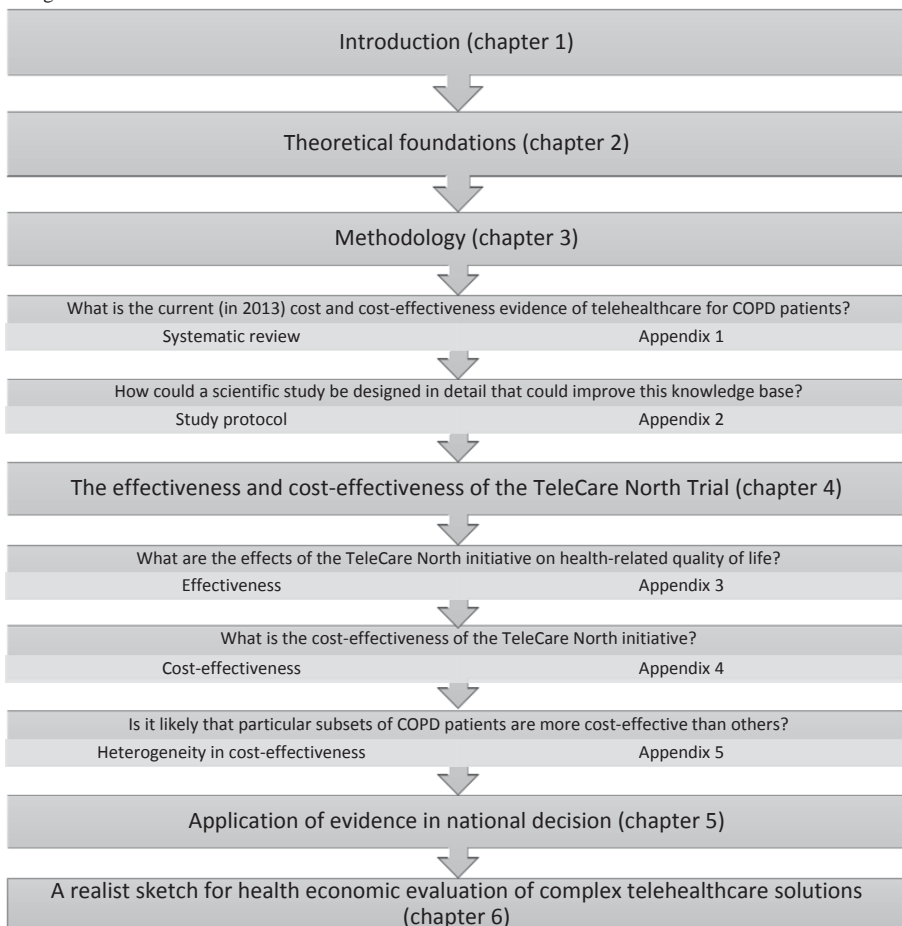 Introduction (chapter 1)
Theoretical foundations (chapter 2)
Methodology (chapter 3)
What is the current (in 2013) cost and cost-effectiveness evidence of telehealthcare for COPD patients?
Systematic review Appendix 1
How could a scientific study be designed in detail that could improve this knowledge base?
Study protocol Appendix 2
The effectiveness and cost-effectiveness of the TeleCare North Trial (chapter 4)
What are the effects of the TeleCare North initiative on health-related quality of life?
Effectiveness Appendix 3
What is the cost-effectiveness of the TeleCare North initiative?
Cost-effectiveness Appendix 4
Is it likely that particular subsets of COPD patients are more cost-effective than others?
Heterogeneity in cost-effectiveness Appendix 5
Application of evidence in national decision (chapter 5)
A realist sketch for health economic evaluation of complex telehealthcare solutions
(chapter 6)